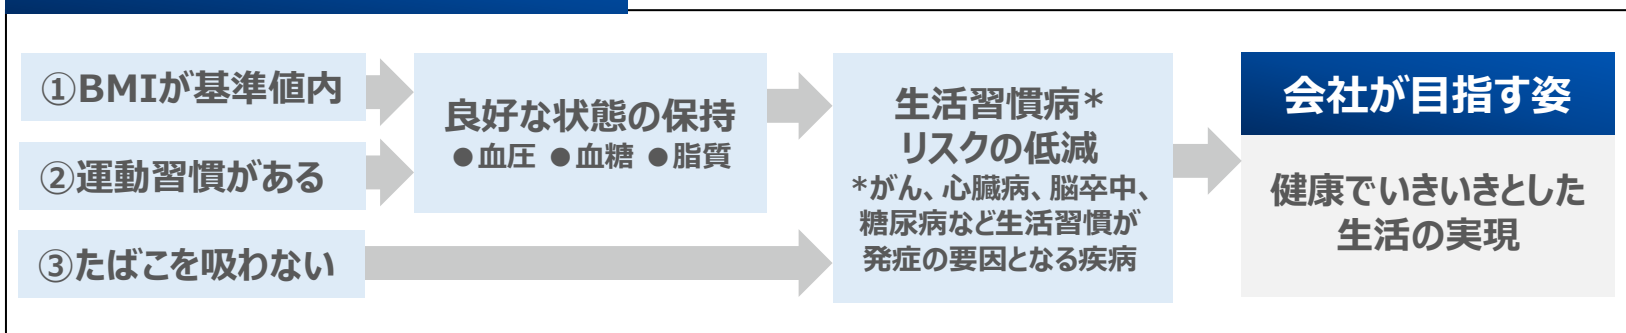 ①BMIが基準値内
②運動習慣がある
③たばこを吸わない
良好な状態の保持
●血圧 ●血糖 ●脂質
生活習慣病*
リスクの低減
*がん、心臓病、脳卒中、
糖尿病など生活習慣が
発症の要因となる疾病
会社が目指す姿
健康でいきいきとした
生活の実現